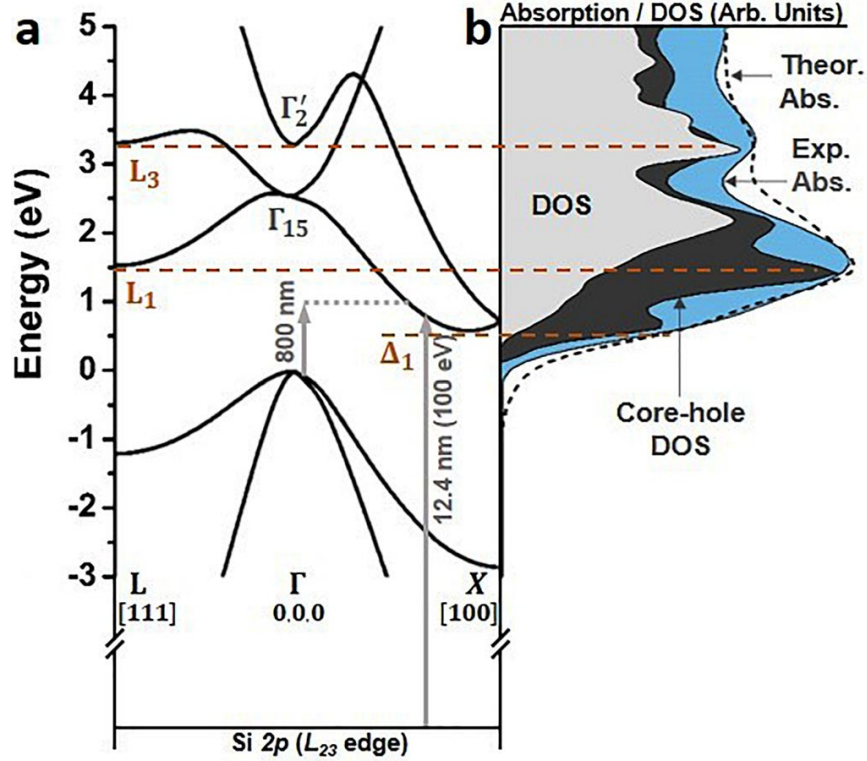 a
b
Absorption / DOS (Arb. Units)
Energy (eV)
5
4
3
2
1
0
-1
-2
-3
Γ′2
L3
Γ15
L1
800 nm
Δ1
12.4 nm (100 eV)
L
[111]
Γ
0.0.0
X
[100]
Si 2p (L23 edge)
Theor.
Abs.
Exp.
Abs.
DOS
Core-hole
DOS